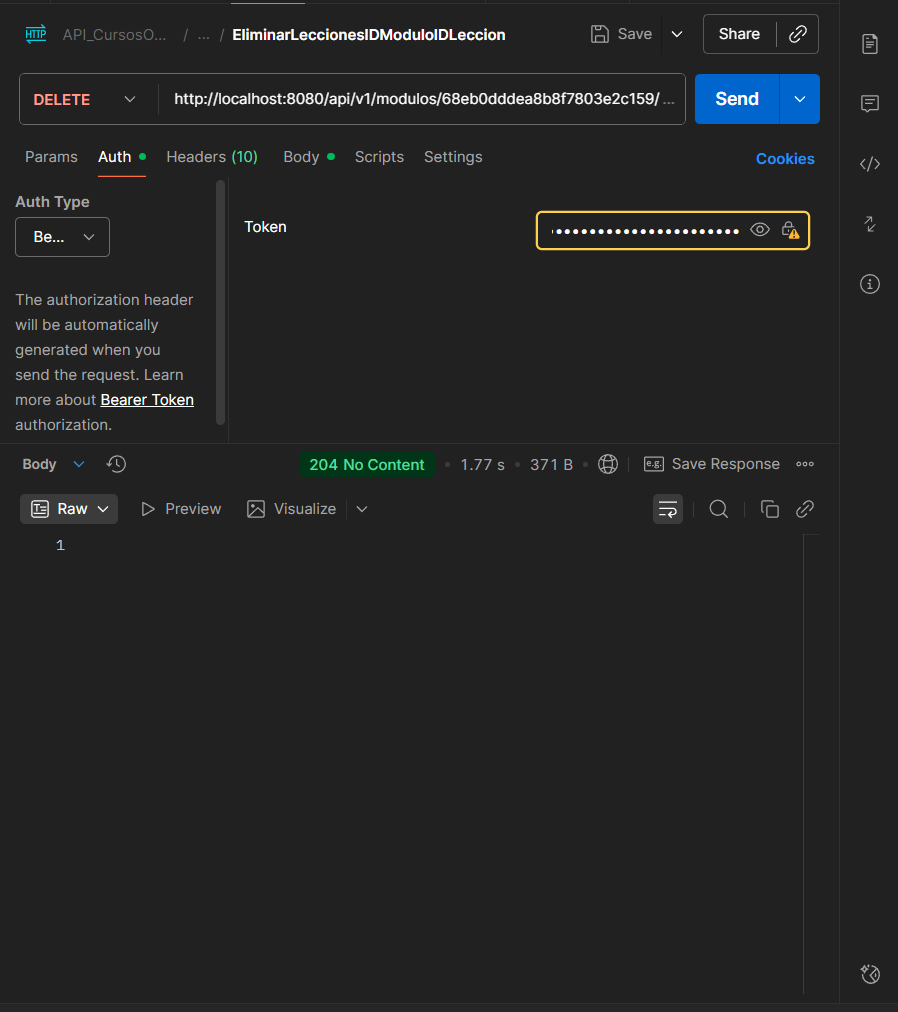 HTTP API_CursosO... / ... / EliminarLeccionesIDModuloIDLeccion Save Share
DELETE http://localhost:8080/api/v1/modulos/68eb0dddea8b8f7803e2c159/ ... Send
Params Auth Headers (10) Body Scripts Settings Cookies
Auth Type
Be...
Token
The authorization header
will be automatically
generated when you
send the request. Learn
more about Bearer Token
authorization.
Body 204 No Content • 1.77 s • 371 B • e.g. Save Response
Raw Preview Visualize
1